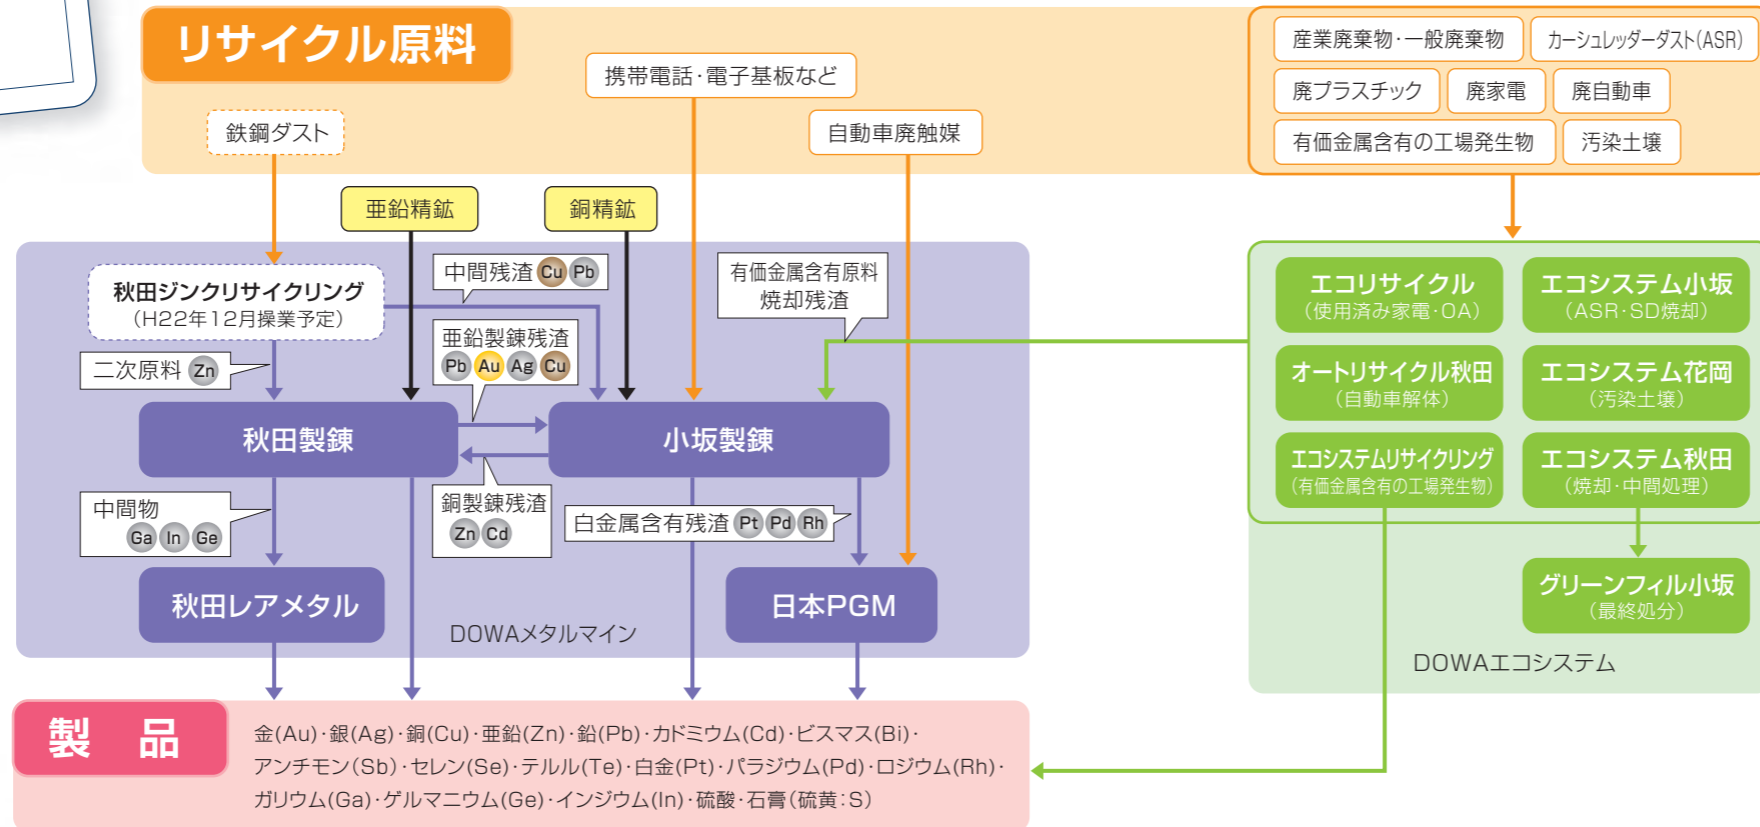 リサイクル原料
鉄鋼ダスト
携帯電話･電子基板など
自動車廃触媒
産業廃棄物･一般廃棄物
カーシュレッダーダスト(ASR)
廃プラスチック
廃家電
廃自動車
有価金属含有の工場発生物
汚染土壌
亜鉛精鉱
銅精鉱
秋田ジンクリサイクリング
(H22年12月操業予定)
中間残渣 Cu Pb
有価金属含有原料
焼却残渣
二次原料 Zn
亜鉛製錬残渣
Pb Au Ag Cu
秋田製錬
小坂製錬
中間物
Ga In Ge
銅製錬残渣
Zn Cd
白金属含有残渣 Pt Pd Rh
秋田レアメタル
日本PGM
DOWAメタルマイン
エコリサイクル
(使用済み家電･OA)
エコシステム小坂
(ASR･SD焼却)
オートリサイクル秋田
(自動車解体)
エコシステム花岡
(汚染土壌)
エコシステムリサイクリング
(有価金属含有の工場発生物)
エコシステム秋田
(焼却･中間処理)
グリーンフィル小坂
(最終処分)
DOWAエコシステム
製 品
金(Au)･銀(Ag)･銅(Cu)･亜鉛(Zn)･鉛(Pb)･カドミウム(Cd)･ビスマス(Bi)･
アンチモン(Sb)･セレン(Se)･テルル(Te)･白金(Pt)･パラジウム(Pd)･ロジウム(Rh)･
ガリウム(Ga)･ゲルマニウム(Ge)･インジウム(In)･硫酸･石膏(硫黄:S)